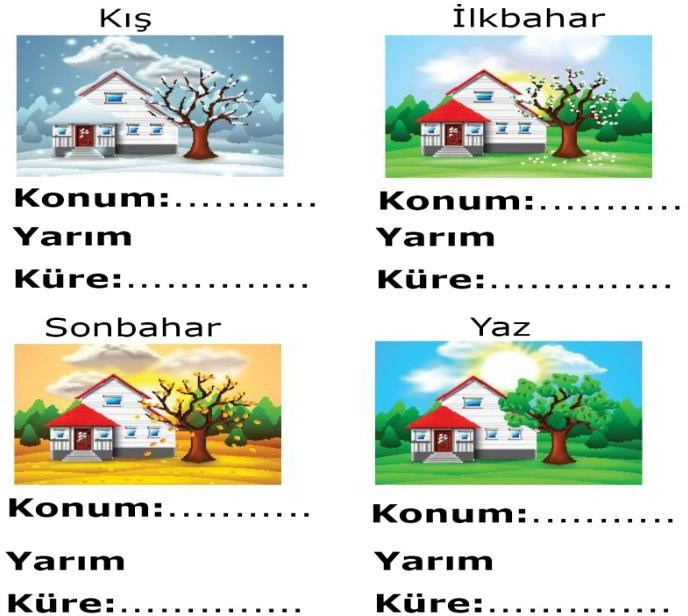 Kış
Konum:...........
Yarım
Küre:..............
İlkbahar
Konum:...........
Yarım
Küre:..............
Sonbahar
Konum:...........
Yarım
Küre:..............
Yaz
Konum:...........
Yarım
Küre:..............